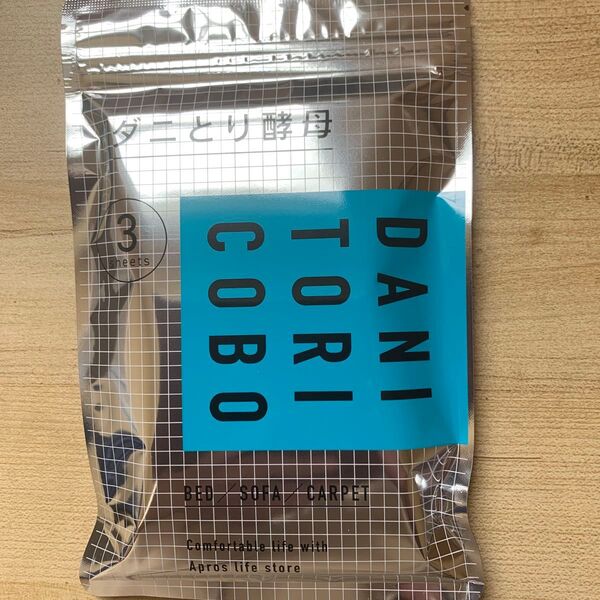 ダニとり酵母
3
sheets
DANI
TORI
COBO
BED／SOFA／CARPET
Comfortable life with
Apros life store